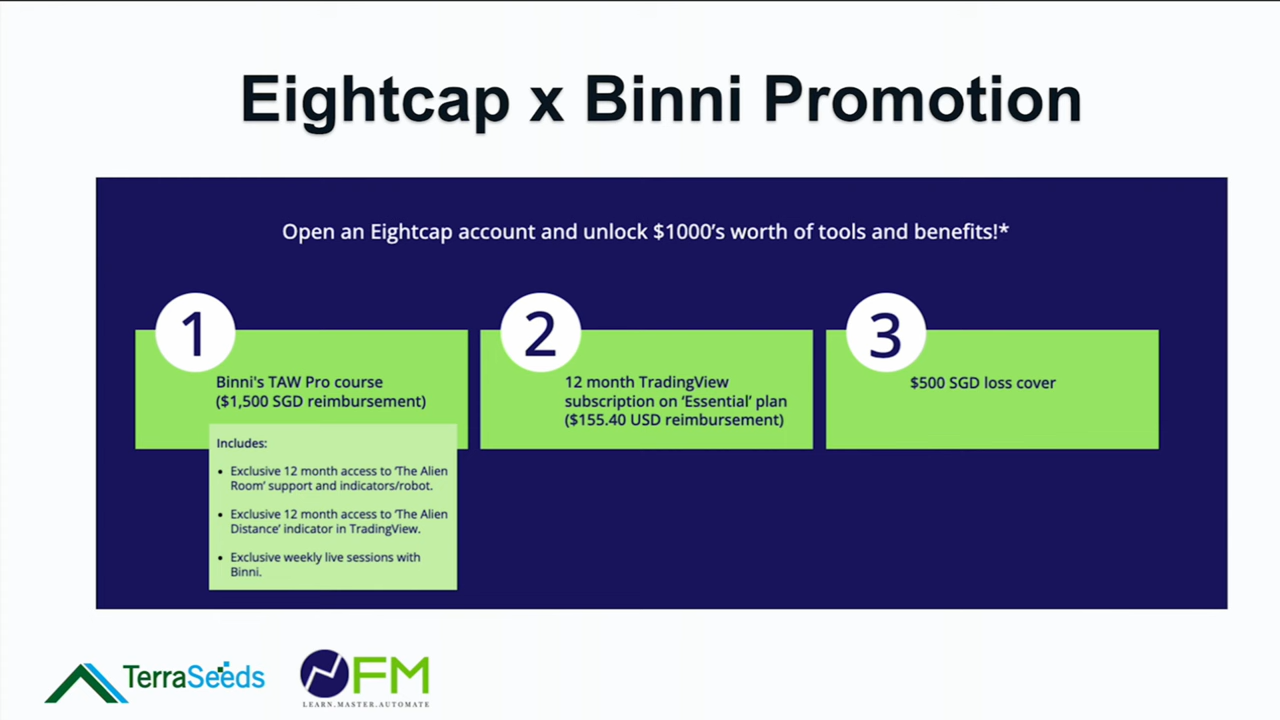 Eightcap x Binni Promotion
Open an Eightcap account and unlock $1000's worth of tools and benefits!*
1
Binni's TAW Pro course
($1,500 SGD reimbursement)
Includes:
• Exclusive 12 month access to 'The Alien
Room' support and indicators/robot.
• Exclusive 12 month access to 'The Alien
Distance' indicator in TradingView.
• Exclusive weekly live sessions with
Binni.
2
12 month TradingView
subscription on 'Essential' plan
($155.40 USD reimbursement)
3
$500 SGD loss cover
TerraSeeds
FM
LEARN.MASTER.AUTOMATE